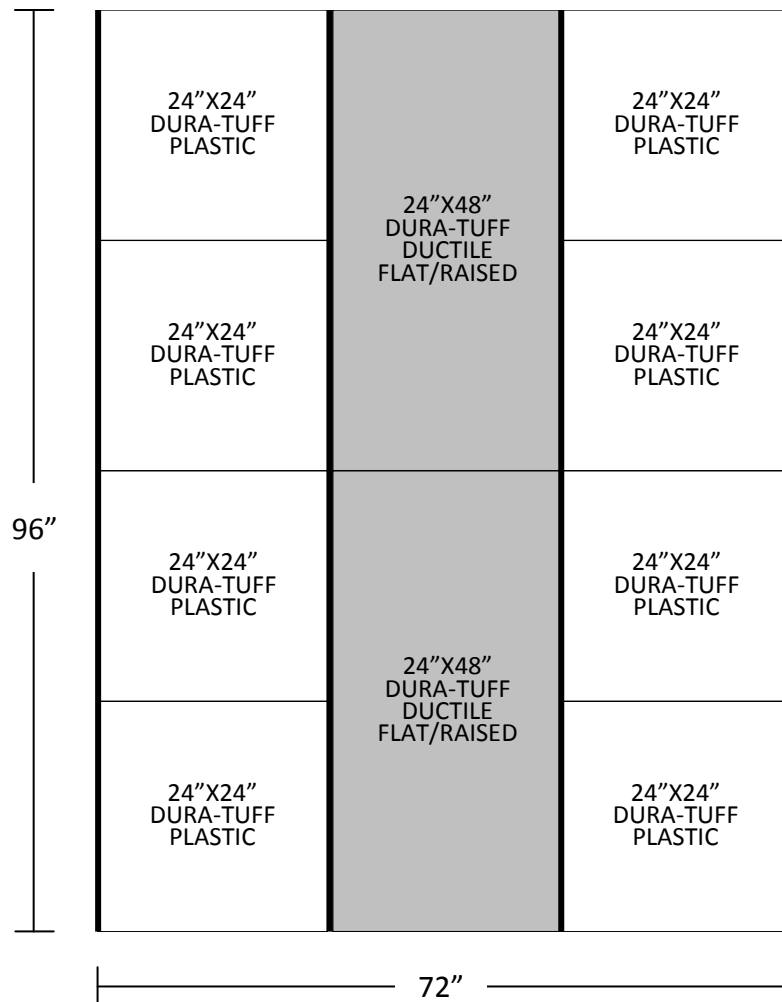 24”X24”
DURA-TUFF
PLASTIC
24”X48”
DURA-TUFF
DUCTILE
FLAT/RAISED
24”X24”
DURA-TUFF
PLASTIC
24”X24”
DURA-TUFF
PLASTIC
24”X24”
DURA-TUFF
PLASTIC
96”
24”X24”
DURA-TUFF
PLASTIC
24”X48”
DURA-TUFF
DUCTILE
FLAT/RAISED
24”X24”
DURA-TUFF
PLASTIC
24”X24”
DURA-TUFF
PLASTIC
24”X24”
DURA-TUFF
PLASTIC
72”